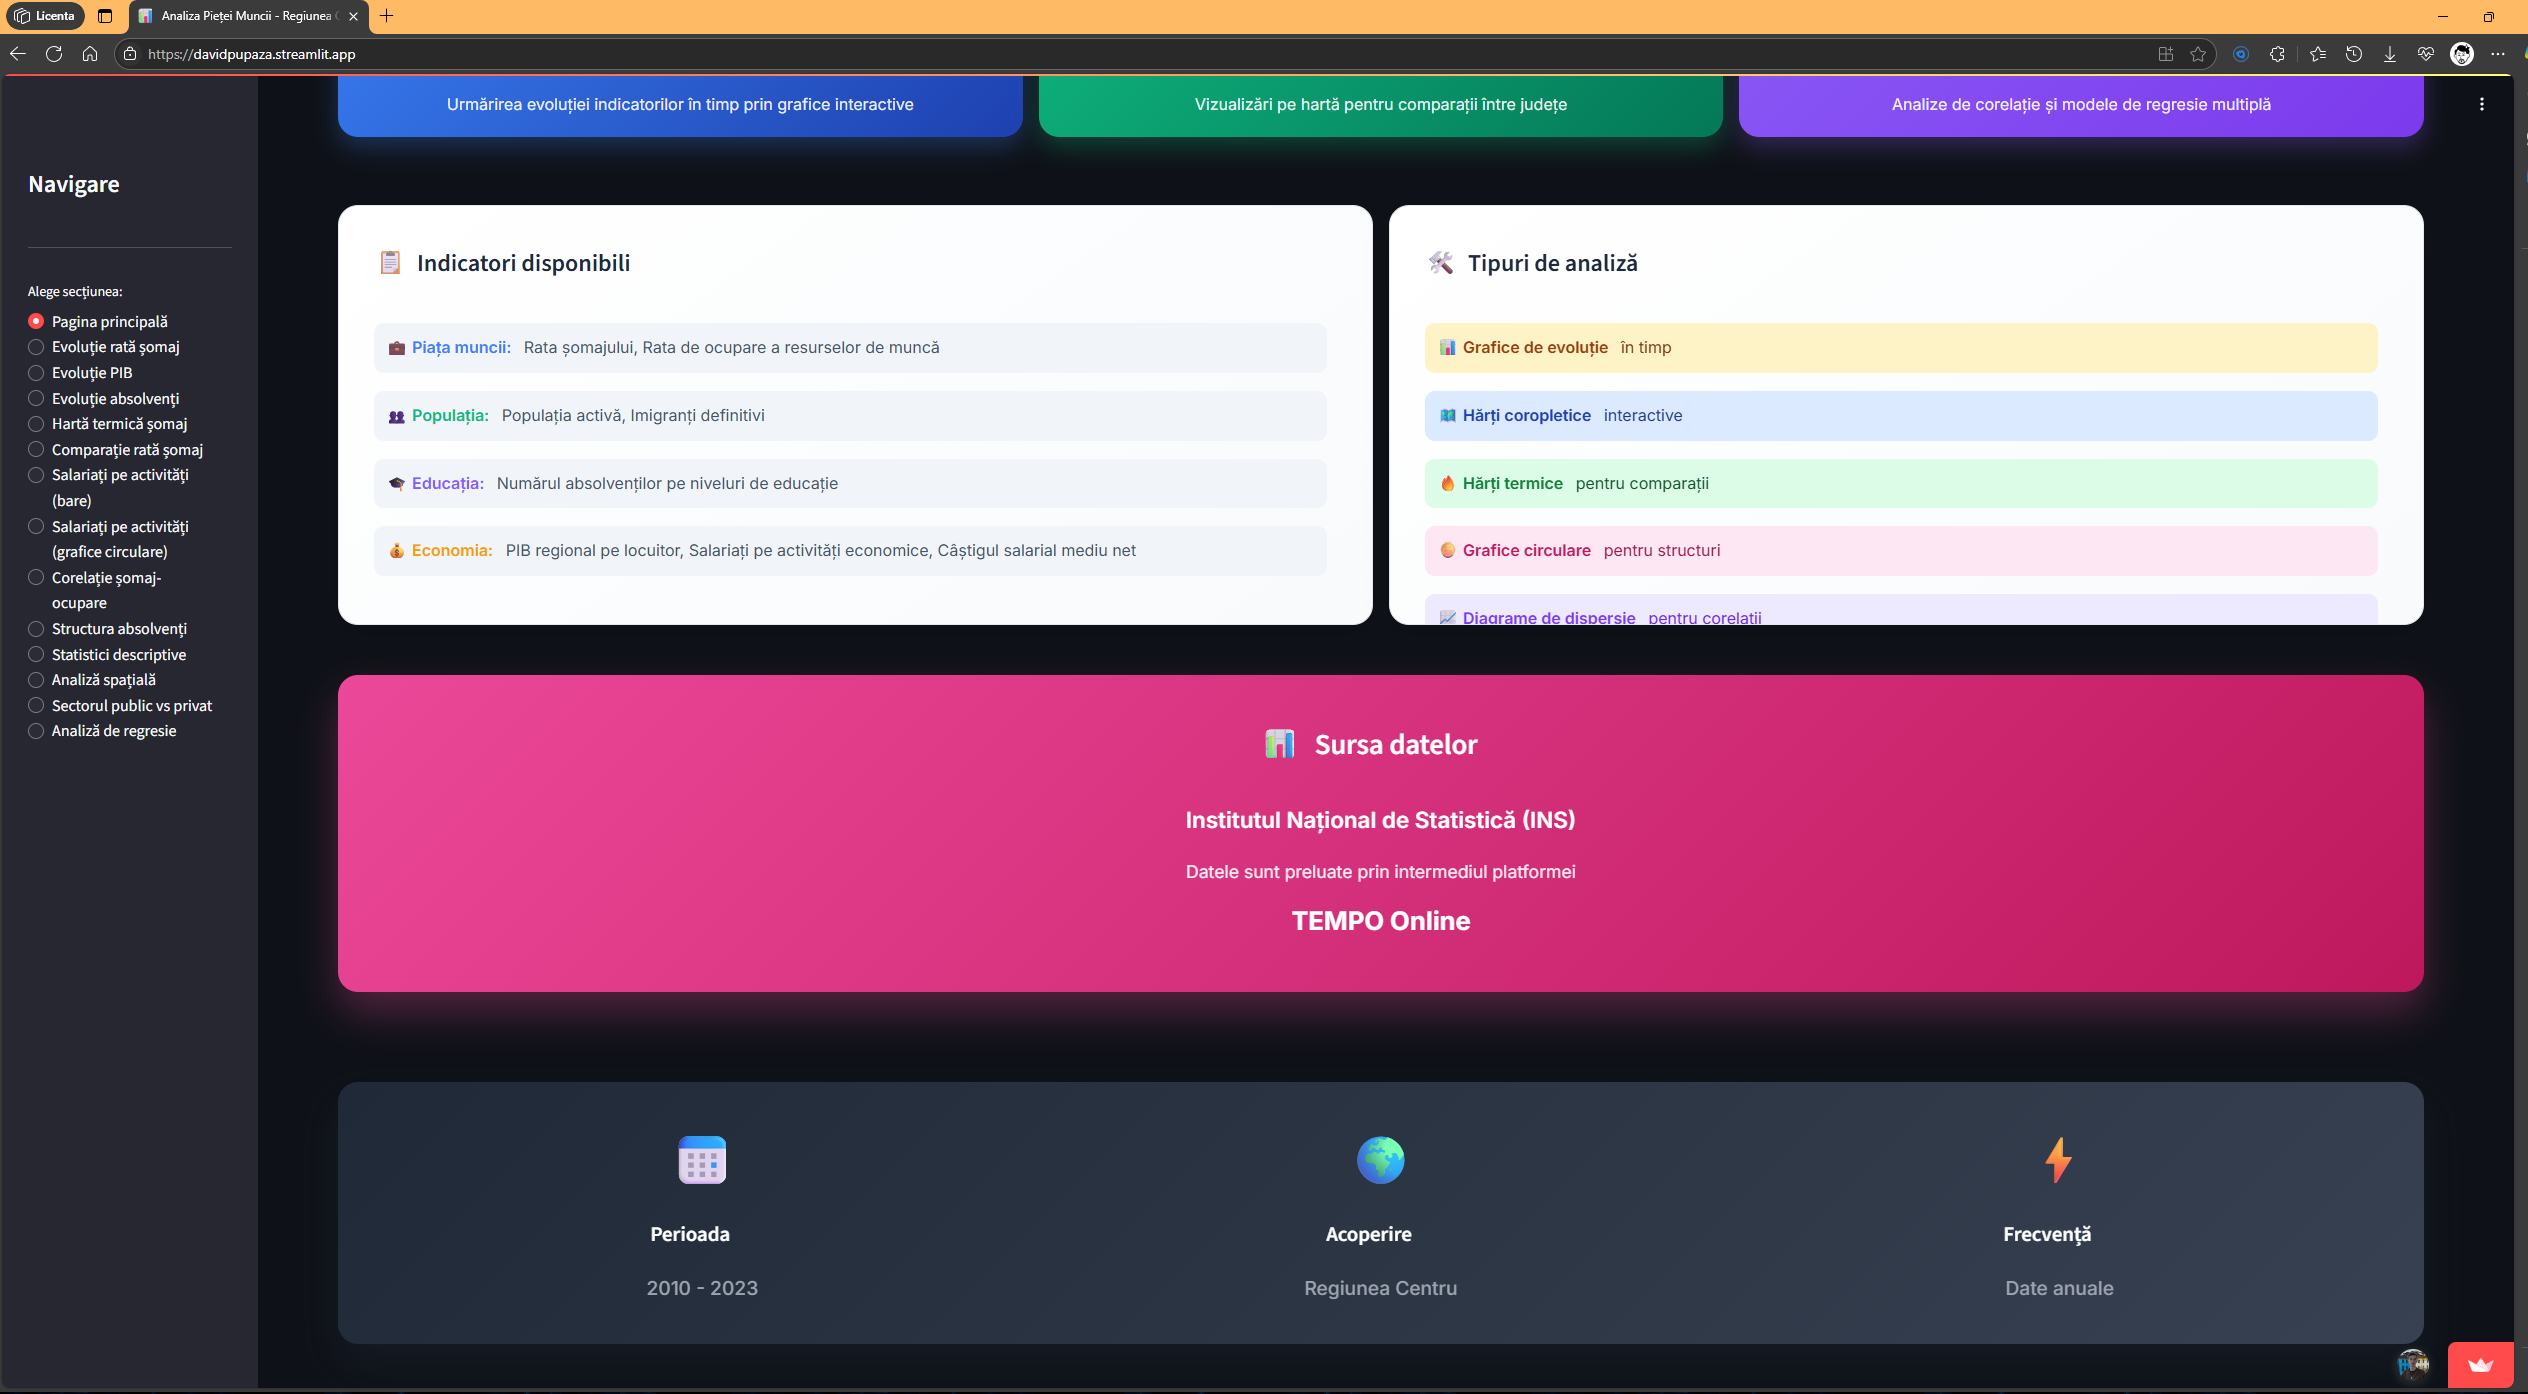 Licenta
Analiza Pieței Muncii - Regiunea
https://davidpupaza.streamlit.app
Navigare
Alege secțiunea:
Pagina principală
Evoluție rată șomaj
Evoluție PIB
Evoluție absolvenți
Hartă termică șomaj
Comparație rată șomaj
Salariați pe activități
(bare)
Salariați pe activități
(grafice circulare)
Corelație șomaj-
ocupare
Structura absolvenți
Statistici descriptive
Analiză spațială
Sectorul public vs privat
Analiză de regresie
Urmărirea evoluției indicatorilor în timp prin grafice interactive
Vizualizări pe hartă pentru comparații între județe
Analize de corelație și modele de regresie multiplă
Indicatori disponibili
Piața muncii: Rata șomajului, Rata de ocupare a resurselor de muncă
Populația: Populația activă, Imigranți definitivi
Educația: Numărul absolvenților pe niveluri de educație
Economia: PIB regional pe locuitor, Salariați pe activități economice, Câștigul salarial mediu net
Tipuri de analiză
Grafice de evoluție în timp
Hărți coropletice interactive
Hărți termice pentru comparații
Grafice circulare pentru structuri
Diagrame de dispersie pentru corelații
Sursa datelor
Institutul Național de Statistică (INS)
Datele sunt preluate prin intermediul platformei
TEMPO Online
Perioada
2010 - 2023
Acoperire
Regiunea Centru
Frecvență
Date anuale